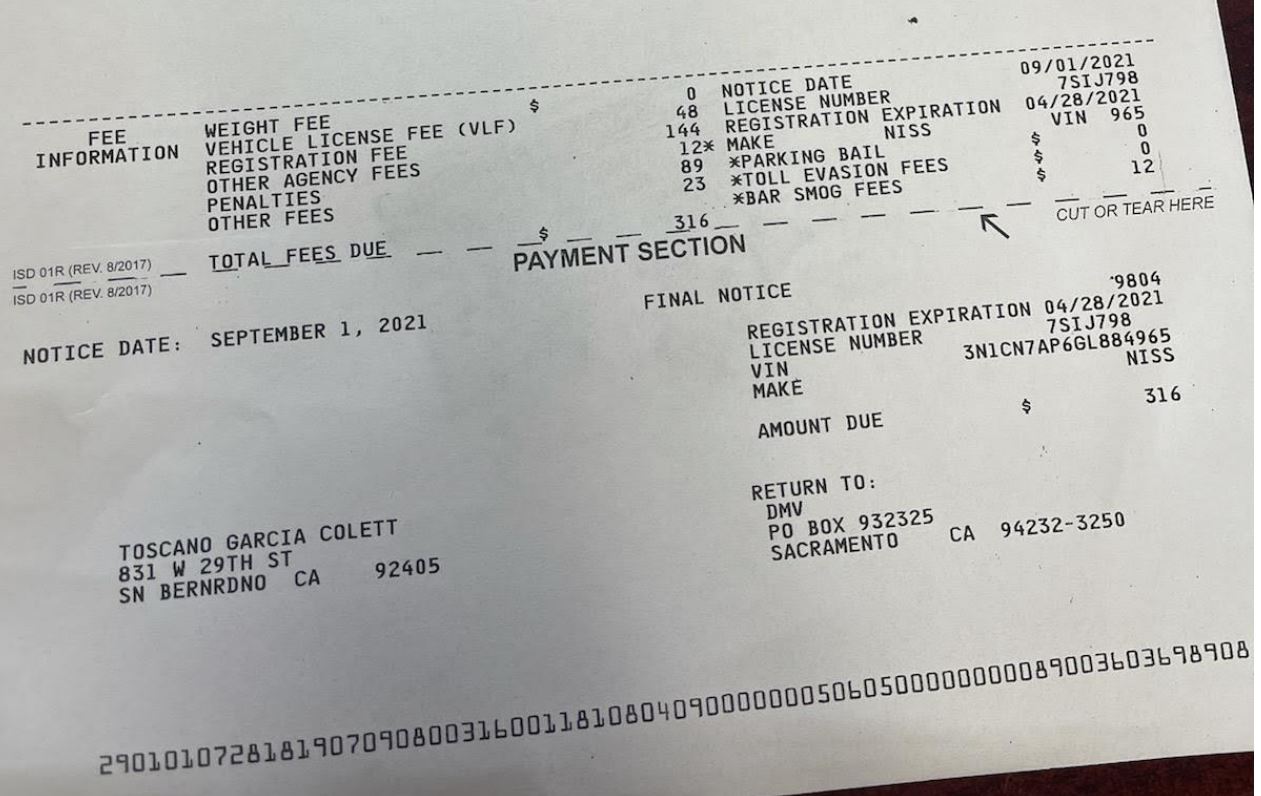 FEE INFORMATION
WEIGHT FEE $ 0
VEHICLE LICENSE FEE (VLF) 48
REGISTRATION FEE 144
OTHER AGENCY FEES 12*
PENALTIES 89
OTHER FEES 23
TOTAL FEES DUE $ 316
NOTICE DATE 09/01/2021
LICENSE NUMBER 7SIJ798
REGISTRATION EXPIRATION 04/28/2021
MAKE NISS VIN 965
*PARKING BAIL $ 0
*TOLL EVASION FEES $ 0
*BAR SMOG FEES $ 12
CUT OR TEAR HERE
ISD 01R (REV. 8/2017)
ISD 01R (REV. 8/2017)
PAYMENT SECTION
FINAL NOTICE
9804
NOTICE DATE: SEPTEMBER 1, 2021
REGISTRATION EXPIRATION 04/28/2021
LICENSE NUMBER 7SIJ798
VIN 3N1CN7AP6GL884965
MAKE NISS
AMOUNT DUE $ 316
RETURN TO:
DMV
PO BOX 932325
SACRAMENTO CA 94232-3250
TOSCANO GARCIA COLETT
831 W 29TH ST
SN BERNRDNO CA 92405
290101072818190709080031600118108040900000005060500000000089003603698908